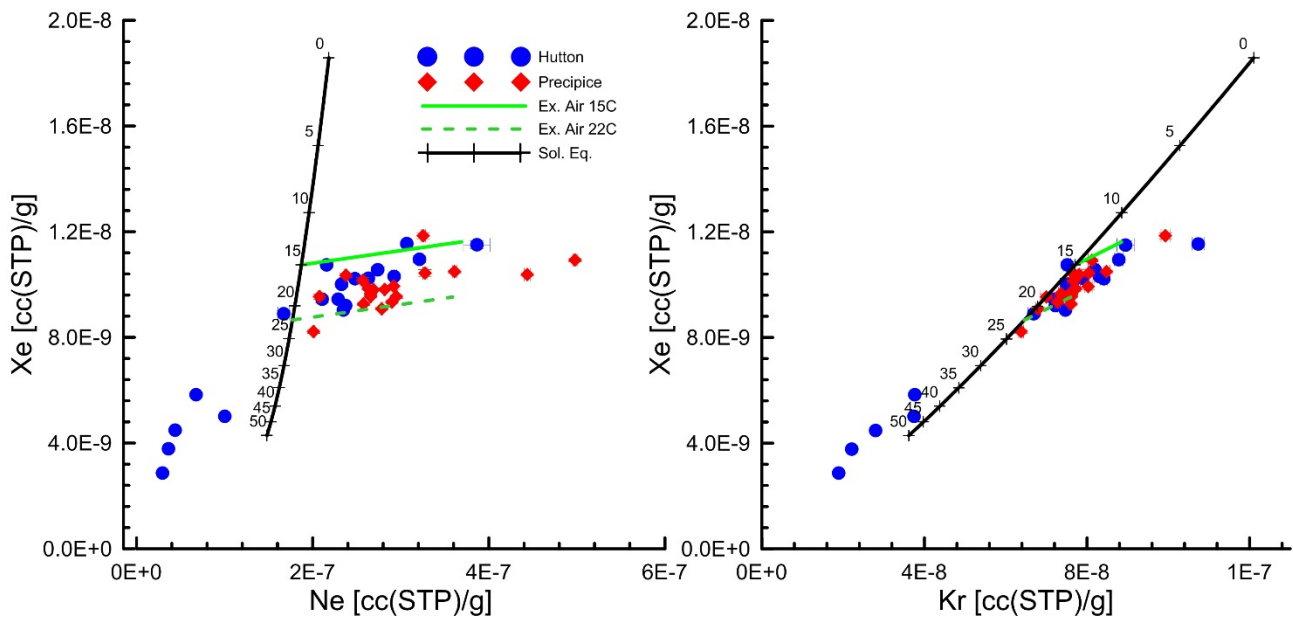 2.0E-8
1.6E-8
1.2E-8
8.0E-9
4.0E-9
0.0E+0
Xe [cc(STP)/g]
0
5
10
15
20
25
30
35
40
45
50
Hutton
Precipice
Ex. Air 15C
Ex. Air 22C
Sol. Eq.
0E+0
2E-7
4E-7
6E-7
Ne [cc(STP)/g]
2.0E-8
1.6E-8
1.2E-8
8.0E-9
4.0E-9
0.0E+0
Xe [cc(STP)/g]
0
5
10
15
20
25
30
35
40
45
50
0E+0
4E-8
8E-8
1E-7
Kr [cc(STP)/g]